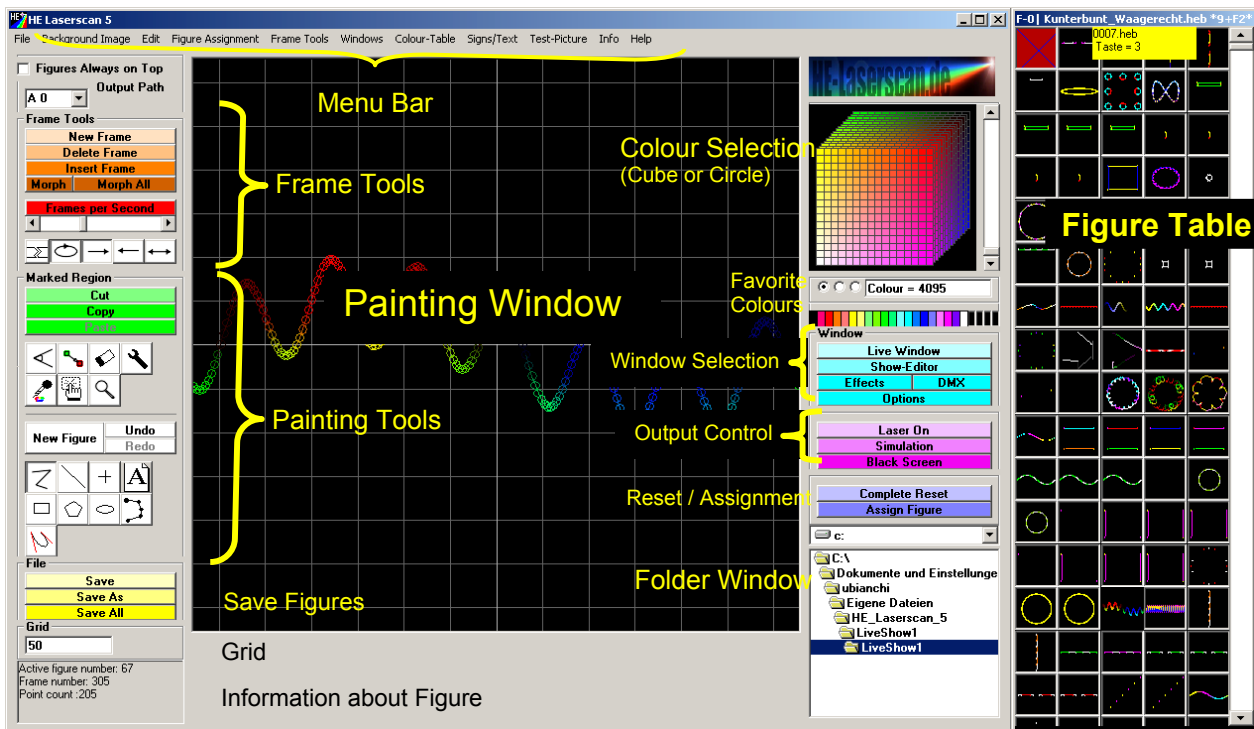 HE Laserscan 5
File Background Image Edit Figure Assignment Frame Tools Windows Colour-Table Signs/Text Test-Picture Info Help
Figures Always on Top
Output Path
A 0
Frame Tools
New Frame
Delete Frame
Insert Frame
Morph Morph All
Frames per Second
Marked Region
Cut
Copy
Paste
New Figure
Undo
Redo
A
File
Save
Save As
Save All
Grid
50
Active figure number: 67
Frame number: 305
Point count :205
Menu Bar
Frame Tools
Painting Window
Painting Tools
Save Figures
Grid
Information about Figure
Colour Selection
(Cube or Circle)
Favorite
Colours
Window Selection
Output Control
Reset / Assignment
Folder Window
HE-Laserscan.de
Colour = 4095
Window
Live Window
Show-Editor
Effects DMX
Options
Laser On
Simulation
Black Screen
Complete Reset
Assign Figure
c:
C:\
Dokumente und Einstellunge
ubianchi
Eigene Dateien
HE_Laserscan_5
LiveShow1
LiveShow1
F-0| Kunterbunt_Waagerecht.heb *9+F2*
0007.heb
Taste = 3
Figure Table